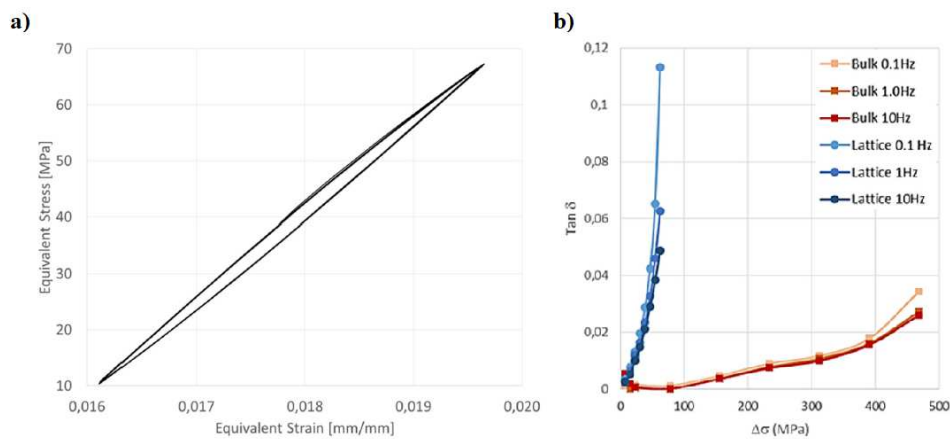 a)
70
60
50
40
30
20
10
Equivalent Stress [MPa]
0,016
0,017
0,018
0,019
0,020
Equivalent Strain [mm/mm]
b)
0,12
0,1
0,08
0,06
0,04
0,02
0
Tan δ
Bulk 0.1Hz
Bulk 1.0Hz
Bulk 10Hz
Lattice 0.1 Hz
Lattice 1Hz
Lattice 10Hz
0
100
200
300
400
500
Δσ (MPa)